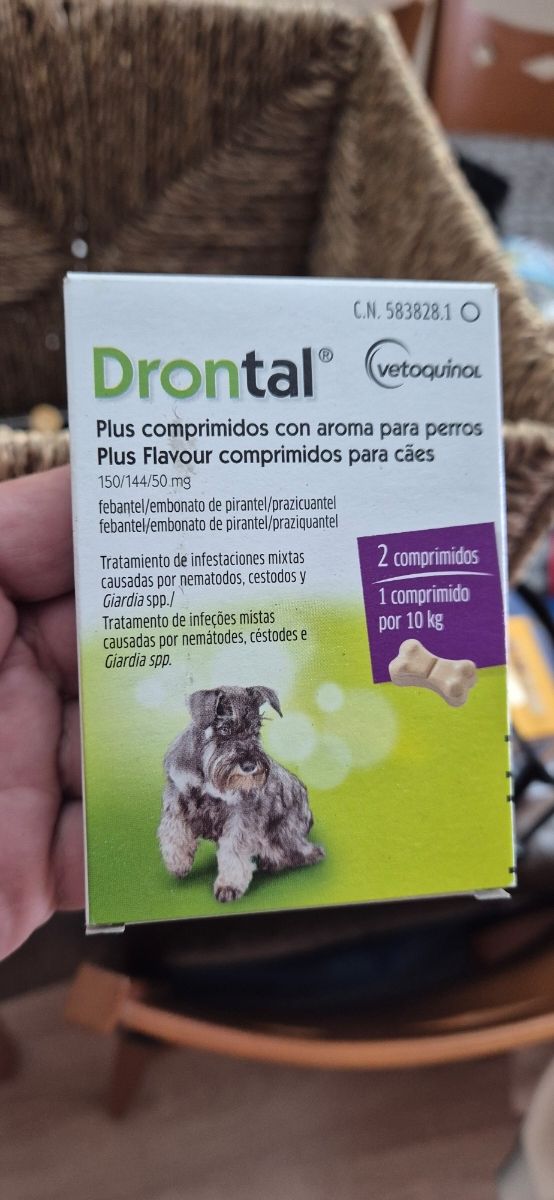 C.N. 583828.1
Drontal®
vetoquinol
Plus comprimidos con aroma para perros
Plus Flavour comprimidos para cães
150/144/50 mg
febantel/embonato de pirantel/prazicuantel
febantel/embonato de pirantel/praziquantel
Tratamiento de infestaciones mixtas
causadas por nematodos, cestodos y
Giardia spp./
Tratamento de infeções mistas
causadas por nemátodes, céstodes e
Giardia spp.
2 comprimidos
1 comprimido
por 10 kg